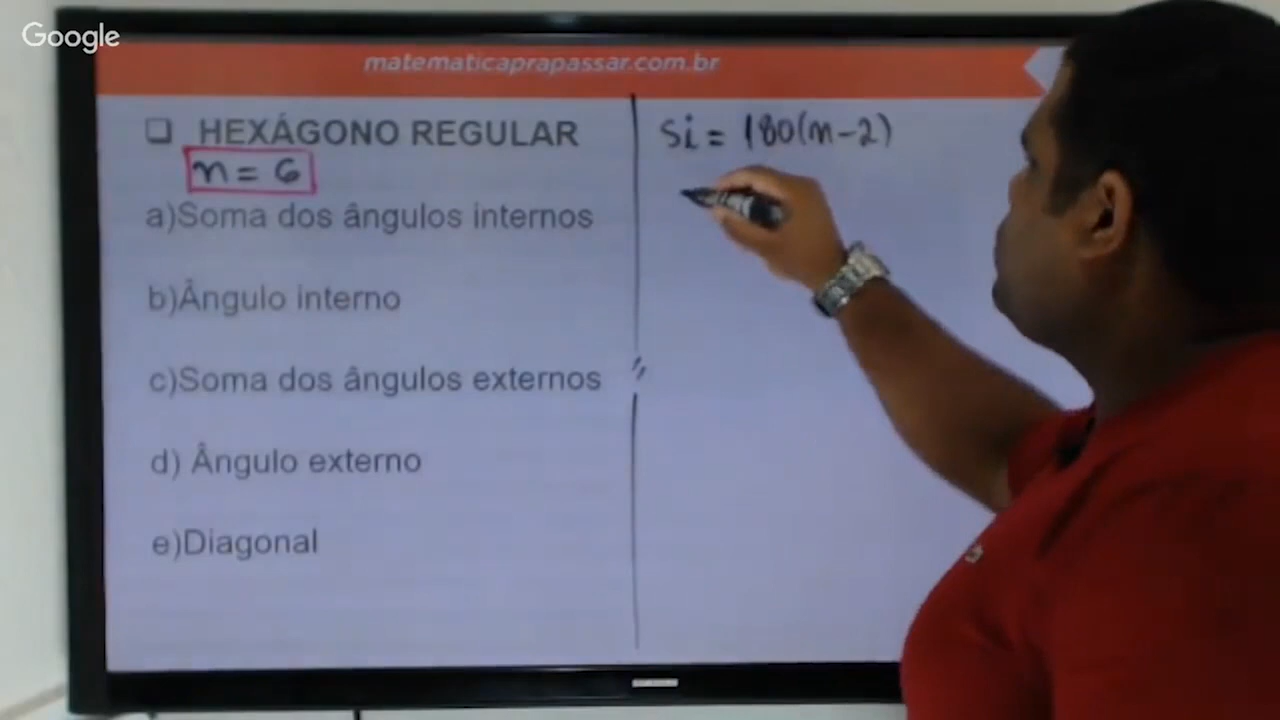 Google
matematicaprapassar.com.br
❑ HEXÁGONO REGULAR
n = 6
a)Soma dos ângulos internos
b)Ângulo interno
c)Soma dos ângulos externos
d) Ângulo externo
e)Diagonal
Si = 180(n-2)